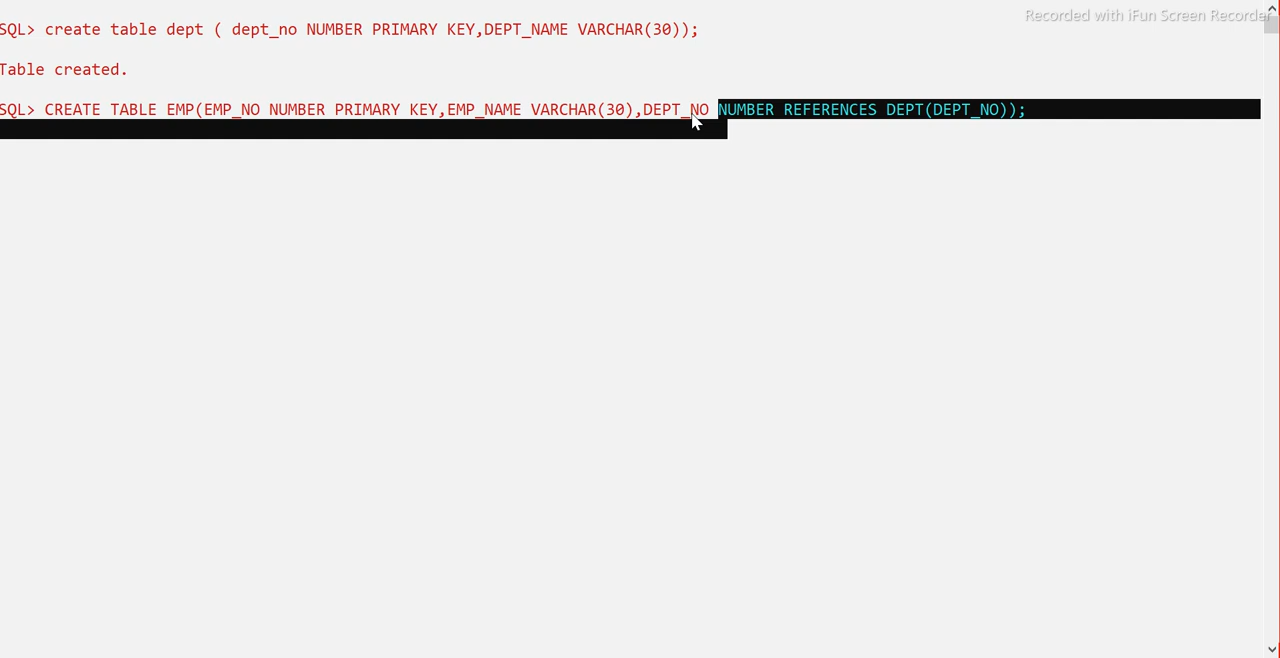 Recorded with iFun Screen Recorder
SQL> create table dept ( dept_no NUMBER PRIMARY KEY,DEPT_NAME VARCHAR(30));
Table created.
SQL> CREATE TABLE EMP(EMP_NO NUMBER PRIMARY KEY,EMP_NAME VARCHAR(30),DEPT_NO NUMBER REFERENCES DEPT(DEPT_NO));